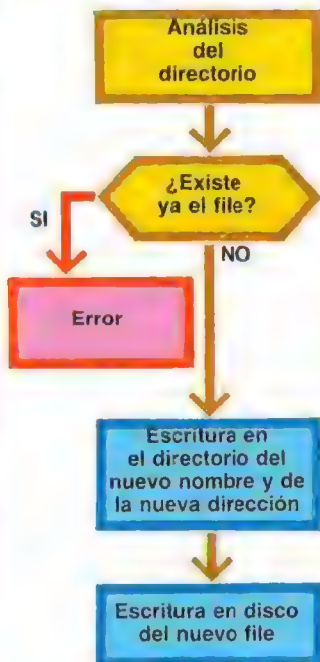 Análisis
del
directorio
¿Existe
ya el file?
SI
NO
Error
Escritura en
el directorio del
nuevo nombre y de
la nueva dirección
Escritura en disco
del nuevo file